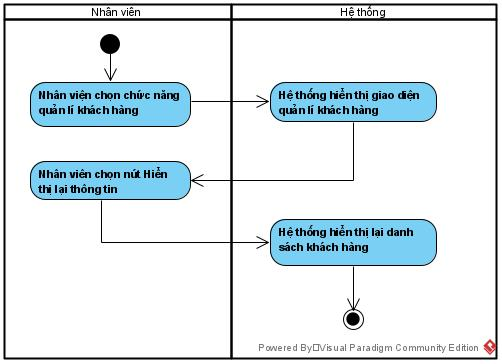 Nhân viên
Hệ thống
Nhân viện chọn chức năng
quản lí khách hàng
Hệ thống hiển thị giao diện
quản lí khách hàng
Nhân viên chọn nút Hiển
thị lại thông tin
Hệ thống hiển thị lại danh
sách khách hàng
Powered By□Visual Paradigm Community Edition